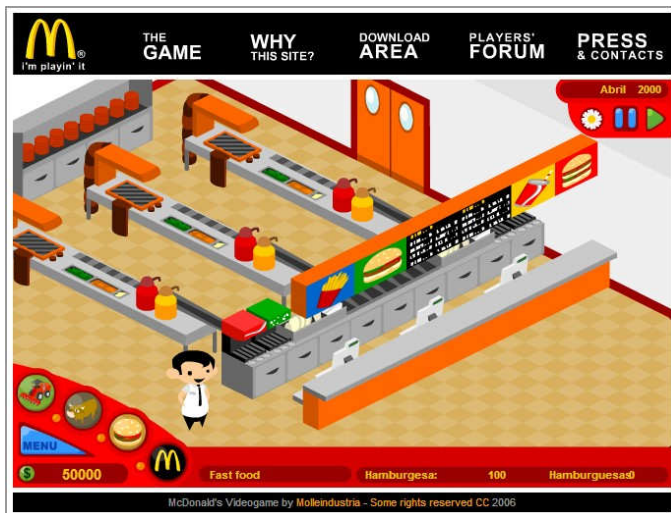 i'm playin' it
THE GAME
WHY THIS SITE?
DOWNLOAD AREA
PLAYERS' FORUM
PRESS & CONTACTS
Abril 2000
MENU
$ 50000
Fast food
Hamburgesa: 100
Hamburguesas0
McDonald's Videogame by Molleindustria - Some rights reserved CC 2006